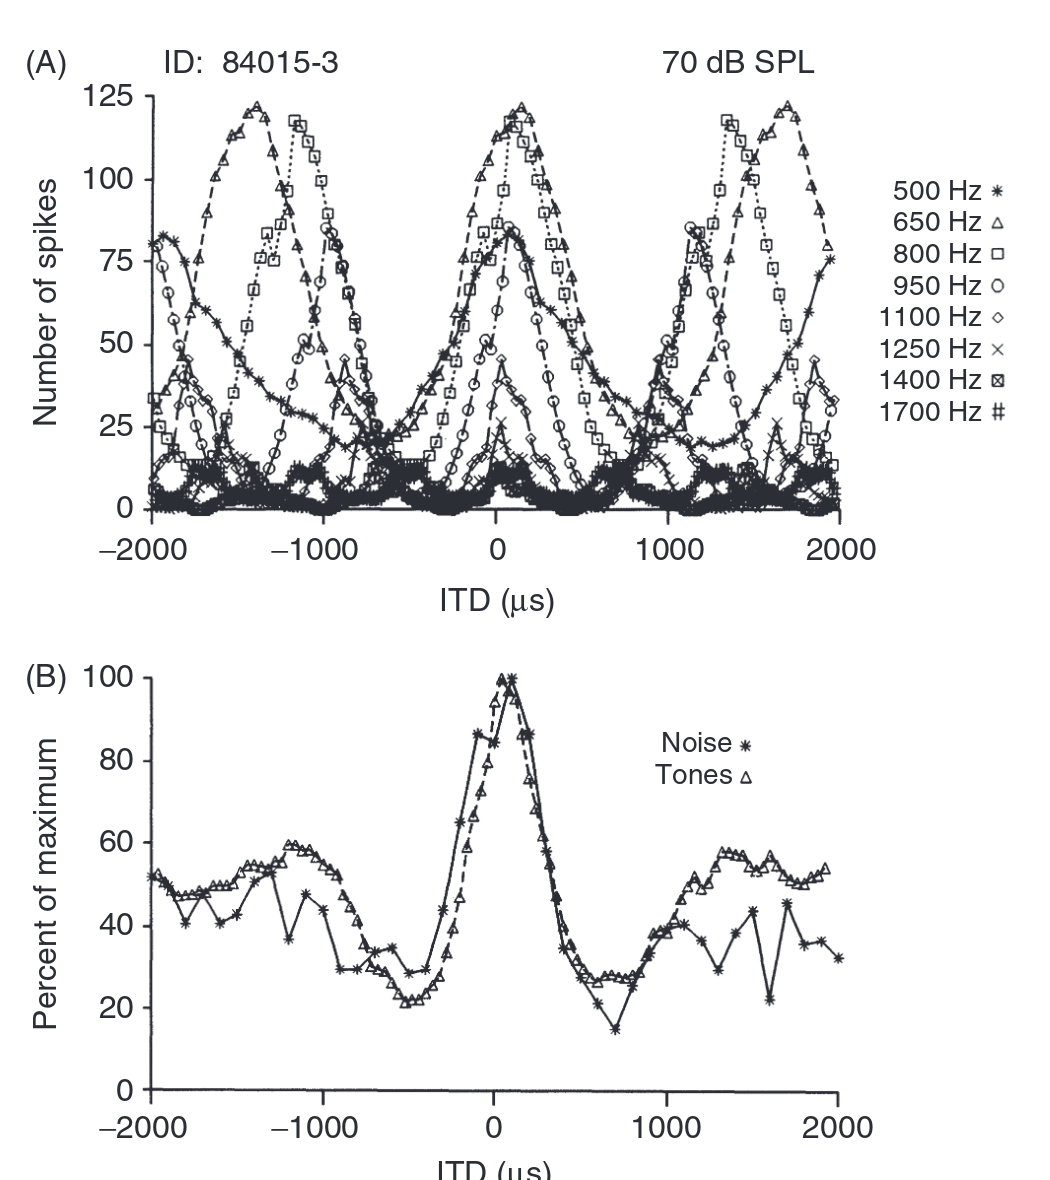 (A) ID: 84015-3 70 dB SPL
125
100
75
50
25
0
Number of spikes
500 Hz
650 Hz
800 Hz
950 Hz
1100 Hz
1250 Hz
1400 Hz
1700 Hz
–2000 –1000 0 1000 2000
ITD (μs)
(B)
100
80
60
40
20
0
Percent of maximum
Noise
Tones
–2000 –1000 0 1000 2000
ITD (μs)